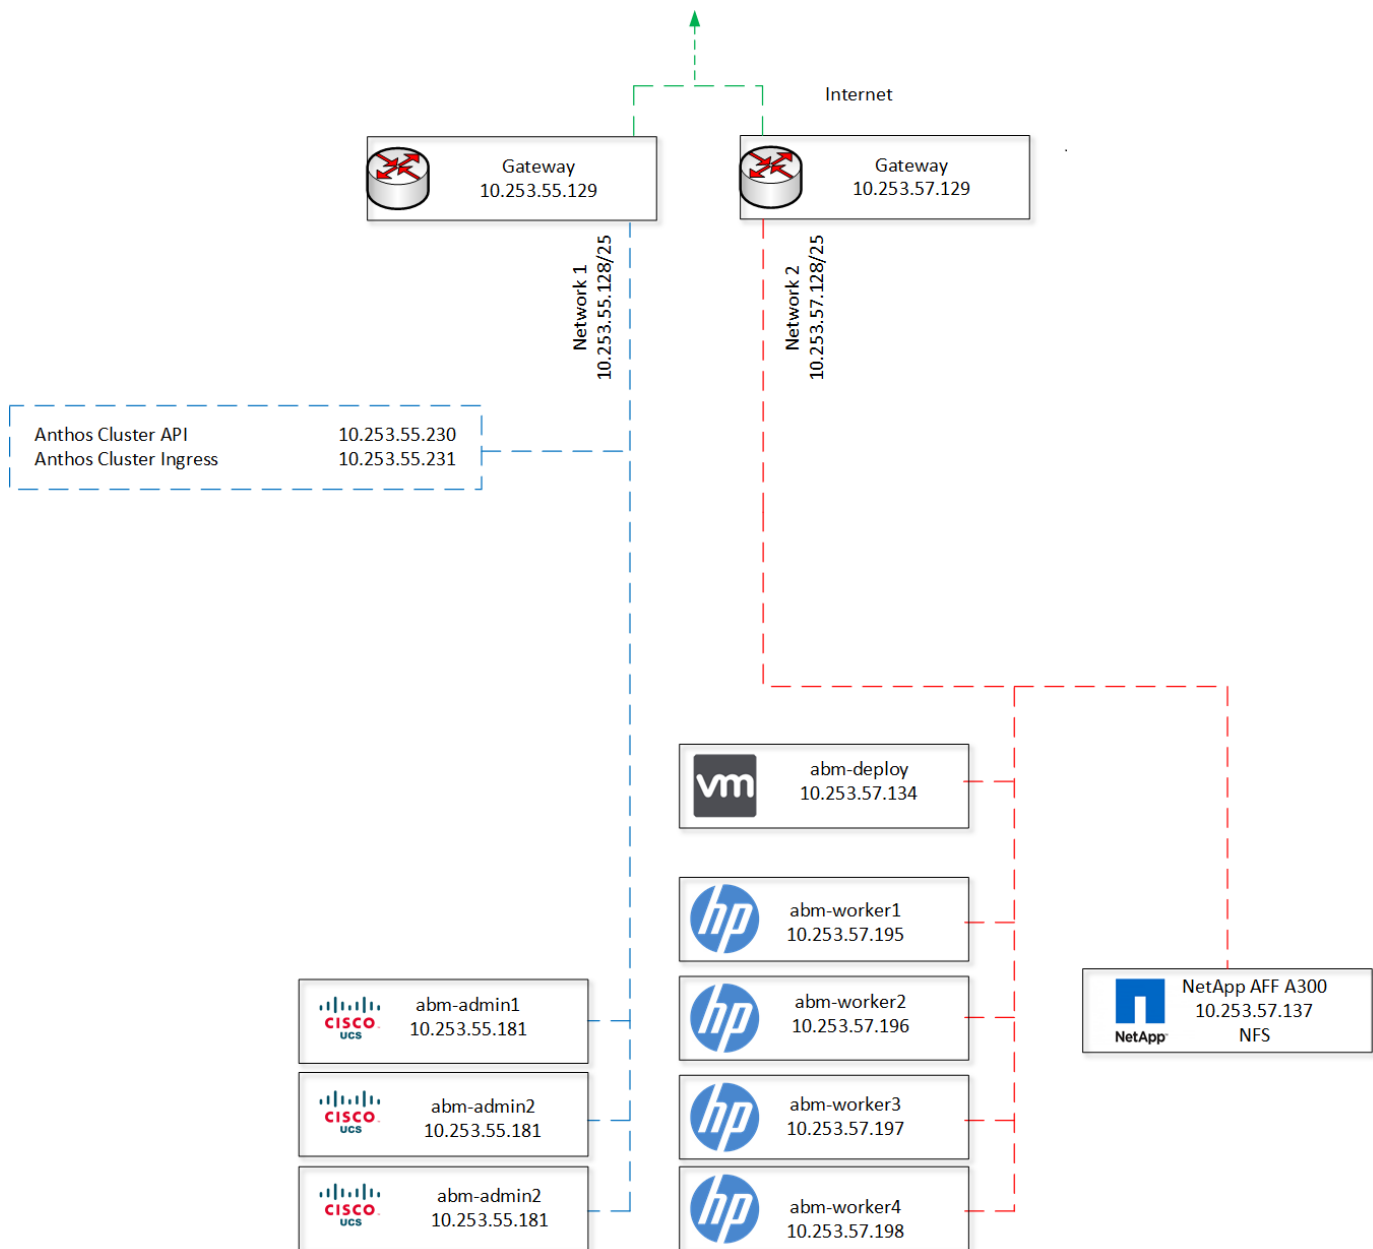 Internet
Gateway
10.253.55.129
Gateway
10.253.57.129
Network 1
10.253.55.128/25
Network 2
10.253.57.128/25
Anthos Cluster API 10.253.55.230
Anthos Cluster Ingress 10.253.55.231
vm
abm-deploy
10.253.57.134
hp
abm-worker1
10.253.57.195
CISCO
UCS
abm-admin1
10.253.55.181
hp
abm-worker2
10.253.57.196
NetApp
NetApp AFF A300
10.253.57.137
NFS
CISCO
UCS
abm-admin2
10.253.55.181
hp
abm-worker3
10.253.57.197
CISCO
UCS
abm-admin2
10.253.55.181
hp
abm-worker4
10.253.57.198